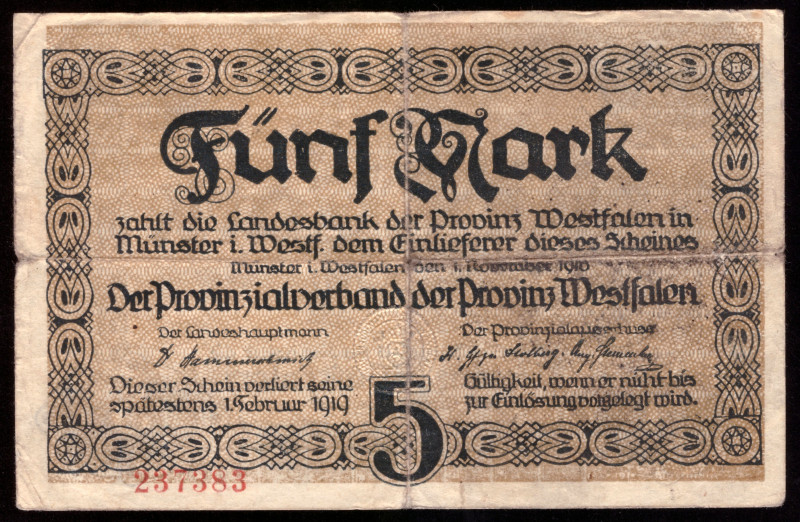 Fünf Mark
zahlt die Landesbank der Provinz Westfalen in
Münster i. Westf. dem Einlieferer dieses Scheines
Münster i. Westfalen den 1. November 1918
Der Provinzialverband der Provinz Westfalen
Der Landeshauptmann Der Provinzialausschuss
Dieser Schein verliert seine Gültigkeit, wenn er nicht bis
spätestens 1. Februar 1919 zur Einlösung vorgelegt wird.
5
237383